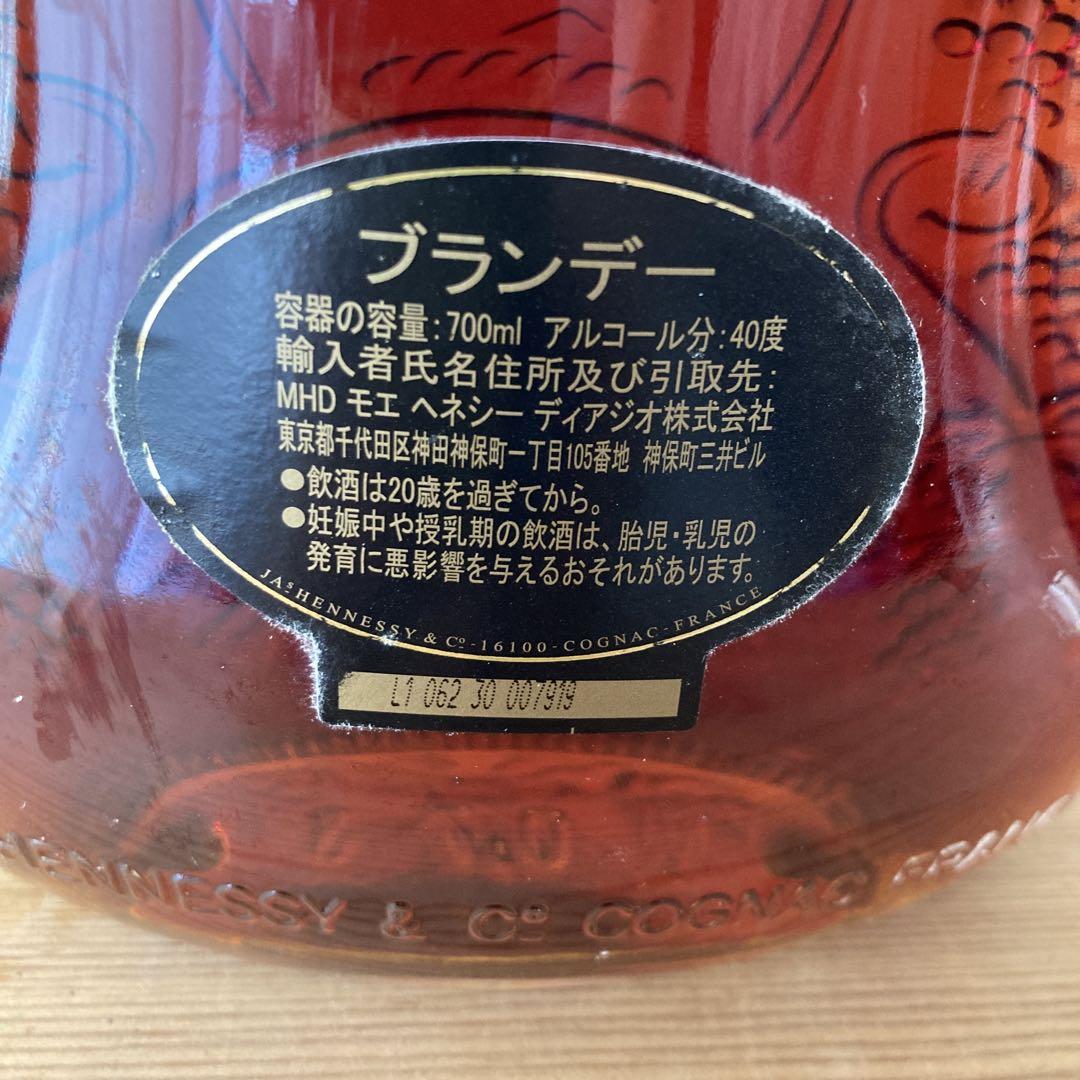 ブランデー
容器の容量:700ml アルコール分:40度
輸入者氏名住所及び引取先:
MHD モエ ヘネシー ディアジオ株式会社
東京都千代田区神田神保町一丁目105番地 神保町三井ビル
●飲酒は20歳を過ぎてから。
●妊娠中や授乳期の飲酒は、胎児・乳児の
発育に悪影響を与えるおそれがあります。
JAs HENNESSY & Co - 16100 - COGNAC - FRANCE
L1 062 30 007919
HENNESSY & Co COGNAC